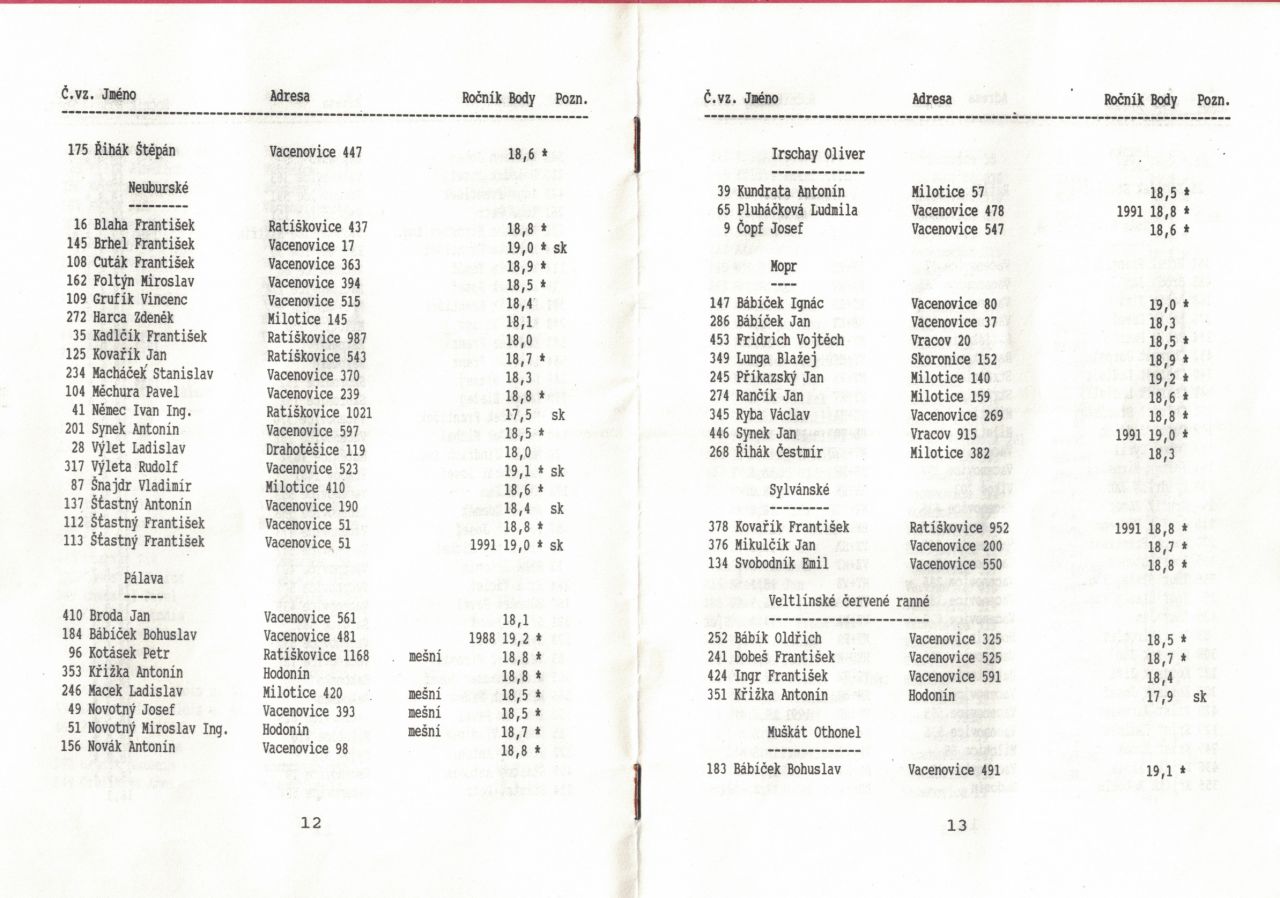 Č.vz. Jméno Adresa Ročník Body Pozn.
175 Řihák Štěpán Vacenovice 447 18,6 *
Neuburské
16 Blaha František Ratíškovice 437 18,8 *
145 Brhel František Vacenovice 17 19,0 * sk
108 Cuták František Vacenovice 363 18,9 *
162 Foltýn Miroslav Vacenovice 394 18,5 *
109 Grufík Vincenc Vacenovice 515 18,4
272 Harca Zdeněk Milotice 145 18,1
35 Kadlčík František Ratíškovice 987 18,0
125 Kovařík Jan Ratíškovice 543 18,7 *
234 Macháček Stanislav Vacenovice 370 18,3
104 Měchura Pavel Vacenovice 239 18,8 *
41 Němec Ivan Ing. Ratíškovice 1021 17,5 sk
201 Synek Antonín Vacenovice 597 18,5 *
28 Výlet Ladislav Drahotěšice 119 18,0
317 Výleta Rudolf Vacenovice 523 19,1 * sk
87 Šnajdr Vladimír Milotice 410 18,6 *
137 Šťastný Antonín Vacenovice 190 18,4 sk
112 Šťastný František Vacenovice 51 18,8 *
113 Šťastný František Vacenovice 51 1991 19,0 * sk
Pálava
410 Broda Jan Vacenovice 561 18,1
184 Bábíček Bohuslav Vacenovice 481 1988 19,2 *
96 Kotásek Petr Ratíškovice 1168 mešní 18,8 *
353 Křižka Antonín Hodonín 18,8 *
246 Macek Ladislav Milotice 420 mešní 18,5 *
49 Novotný Josef Vacenovice 393 mešní 18,5 *
51 Novotný Miroslav Ing. Hodonín mešní 18,7 *
156 Novák Antonín Vacenovice 98 18,8 *
12
Č.vz. Jméno Adresa Ročník Body Pozn.
Irschay Oliver
39 Kundrata Antonín Milotice 57 18,5 *
65 Pluháčková Ludmila Vacenovice 478 1991 18,8 *
9 Čopf Josef Vacenovice 547 18,6 *
Mopr
147 Bábíček Ignác Vacenovice 80 19,0 *
286 Bábíček Jan Vacenovice 37 18,3
453 Fridrich Vojtěch Vracov 20 18,5 *
349 Lunga Blažej Skoronice 152 18,9 *
245 Příkazský Jan Milotice 140 19,2 *
274 Rančík Jan Milotice 159 18,6 *
345 Ryba Václav Vacenovice 269 18,8 *
446 Synek Jan Vracov 915 1991 19,0 *
268 Řihák Čestmír Milotice 382 18,3
Sylvánské
378 Kovařík František Ratíškovice 952 1991 18,8 *
376 Mikulčík Jan Vacenovice 200 18,7 *
134 Svobodník Emil Vacenovice 550 18,8 *
Veltlínské červené ranné
252 Bábík Oldřich Vacenovice 325 18,5 *
241 Dobeš František Vacenovice 525 18,7 *
424 Ingr František Vacenovice 591 18,4
351 Křižka Antonín Hodonín 17,9 sk
Muškát Othonel
183 Bábíček Bohuslav Vacenovice 491 19,1 *
13